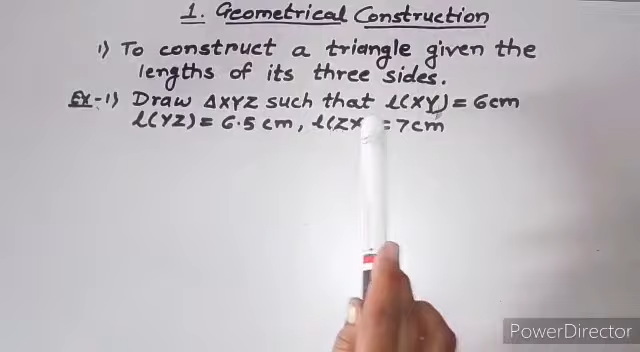 1. Geometrical Construction
1) To construct a triangle given the
lengths of its three sides.
Ex-1) Draw ΔXYZ such that l(XY) = 6cm
l(YZ) = 6.5 cm, l(ZX = 7cm
PowerDirector